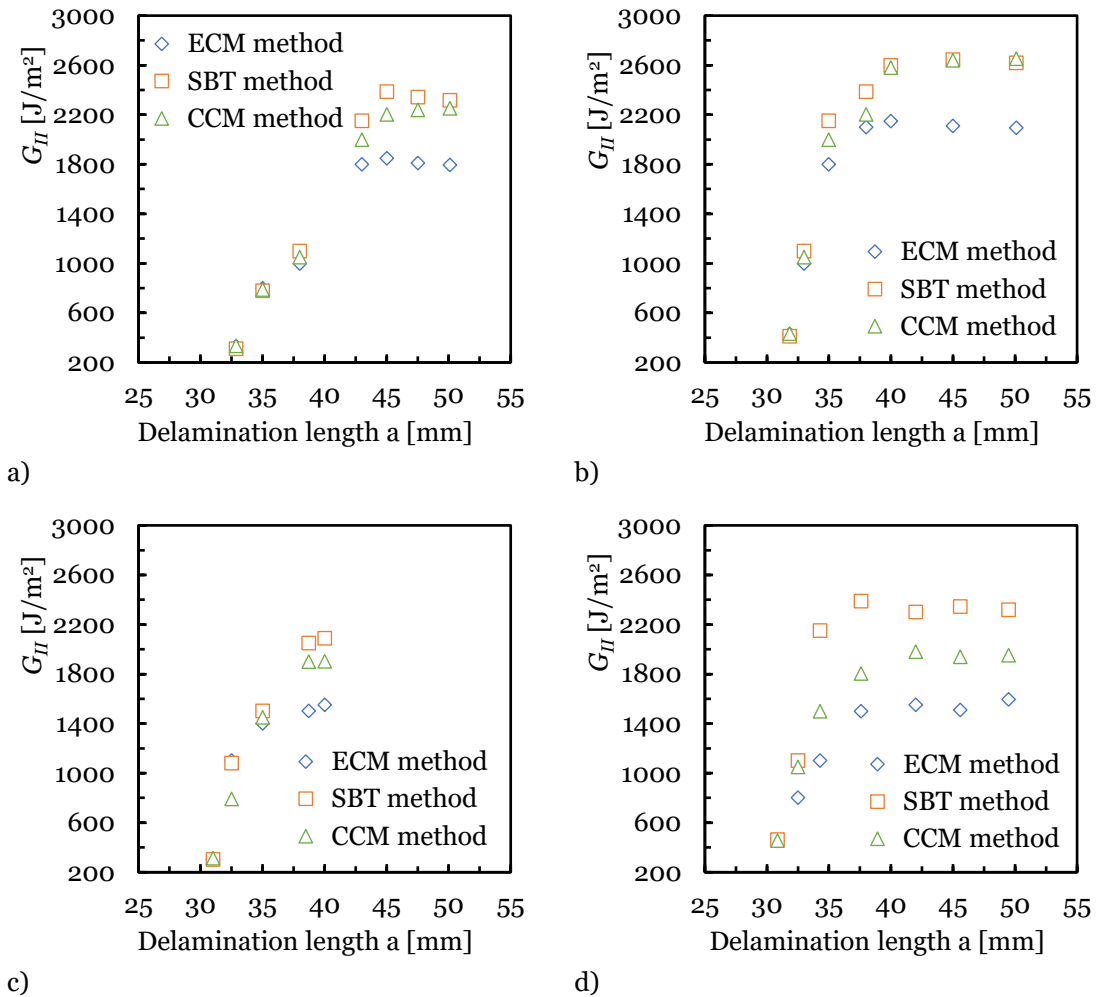 3000
2600
2200
1800
1400
1000
600
200
G_II [J/m²]
ECM method
SBT method
CCM method
25 30 35 40 45 50 55
Delamination length a [mm]
a)
3000
2600
2200
1800
1400
1000
600
200
G_II [J/m²]
ECM method
SBT method
CCM method
25 30 35 40 45 50 55
Delamination length a [mm]
b)
3000
2600
2200
1800
1400
1000
600
200
G_II [J/m²]
ECM method
SBT method
CCM method
25 30 35 40 45 50 55
Delamination length a [mm]
c)
3000
2600
2200
1800
1400
1000
600
200
G_II [J/m²]
ECM method
SBT method
CCM method
25 30 35 40 45 50 55
Delamination length a [mm]
d)